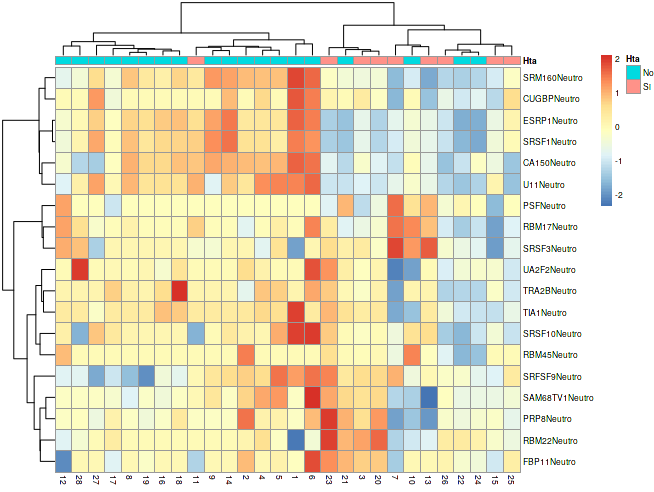 Hta
SRM160Neutro
CUGBPNeutro
ESRP1Neutro
SRSF1Neutro
CA150Neutro
U11Neutro
PSFNeutro
RBM17Neutro
SRSF3Neutro
UA2F2Neutro
TRA2BNeutro
TIA1Neutro
SRSF10Neutro
RBM45Neutro
SRFSF9Neutro
SAM68TV1Neutro
PRP8Neutro
RBM22Neutro
FBP11Neutro
12 28 27 17 8 19 16 18 11 9 14 2 4 5 1 6 23 21 3 20 7 10 13 26 22 24 15 25
2
1
0
-1
-2
Hta
No
SI